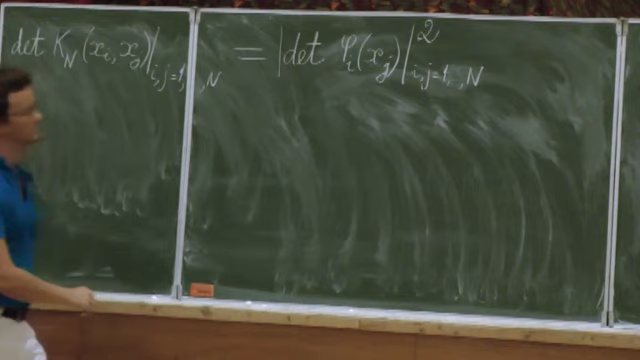 det K_N(x_i, x_j)|_{i,j=1,..,N} = |det φ_i(x_j)|^2_{i,j=1,..,N}